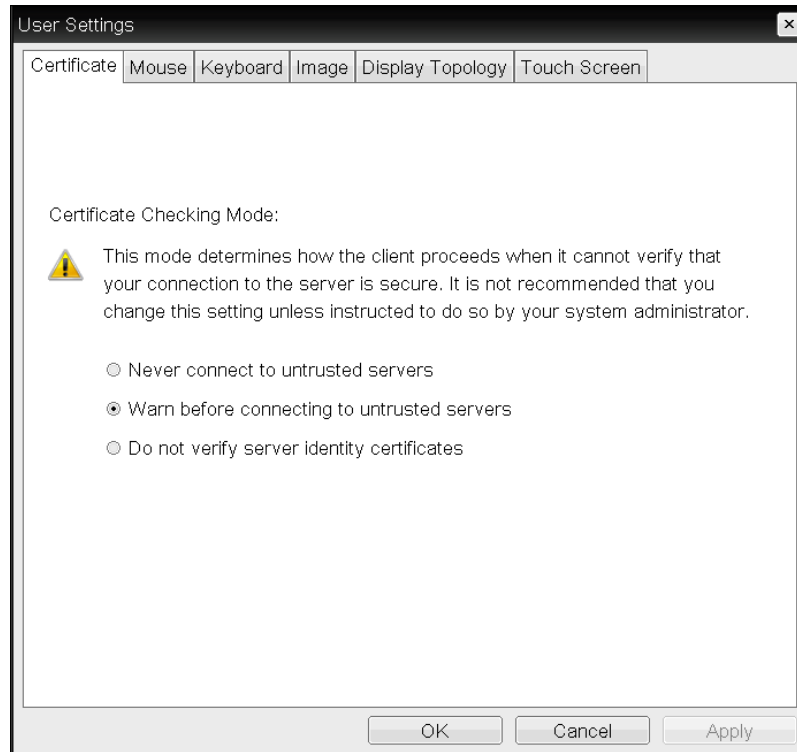 User Settings
Certificate
Mouse
Keyboard
Image
Display Topology
Touch Screen
Certificate Checking Mode:
This mode determines how the client proceeds when it cannot verify that
your connection to the server is secure. It is not recommended that you
change this setting unless instructed to do so by your system administrator.
Never connect to untrusted servers
Warn before connecting to untrusted servers
Do not verify server identity certificates
OK
Cancel
Apply